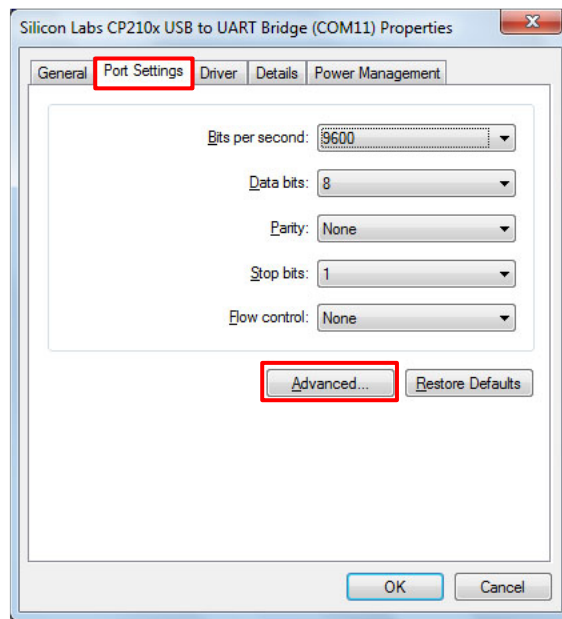 Silicon Labs CP210x USB to UART Bridge (COM11) Properties
General Port Settings Driver Details Power Management
Bits per second: 9600
Data bits: 8
Parity: None
Stop bits: 1
Flow control: None
Advanced... Restore Defaults
OK Cancel